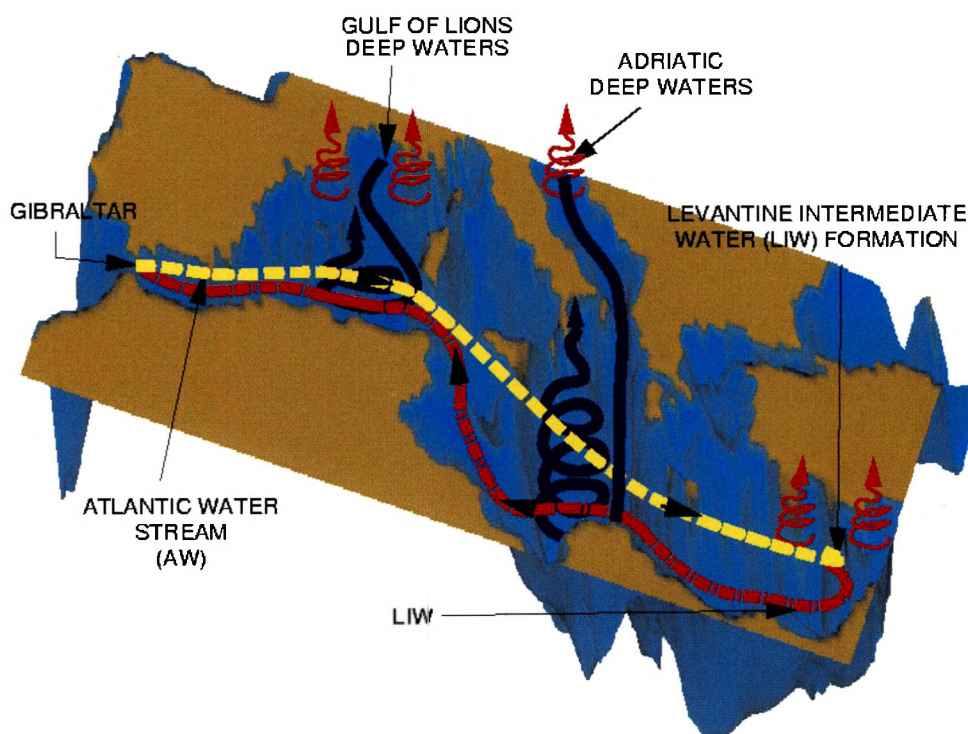 GULF OF LIONS
DEEP WATERS
ADRIATIC
DEEP WATERS
GIBRALTAR
LEVANTINE INTERMEDIATE
WATER (LIW) FORMATION
ATLANTIC WATER
STREAM
(AW)
LIW